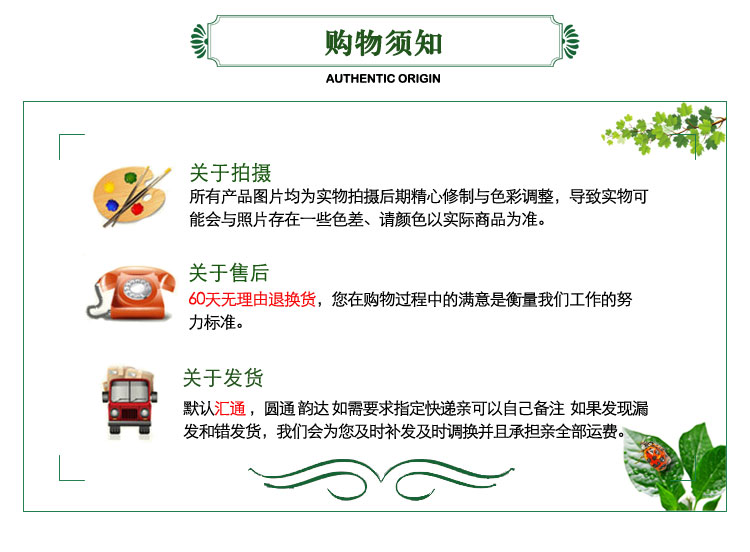 购物须知
AUTHENTIC ORIGIN
关于拍摄
所有产品图片均为实物拍摄后期精心修制与色彩调整，导致实物可
能会与照片存在一些色差、请颜色以实际商品为准。
关于售后
60天无理由退换货，您在购物过程中的满意是衡量我们工作的努
力标准。
关于发货
默认汇通 ，圆通 韵达 如需要求指定快递亲可以自己备注 如果发现漏
发和错发货，我们会为您及时补发及时调换并且承担亲全部运费。